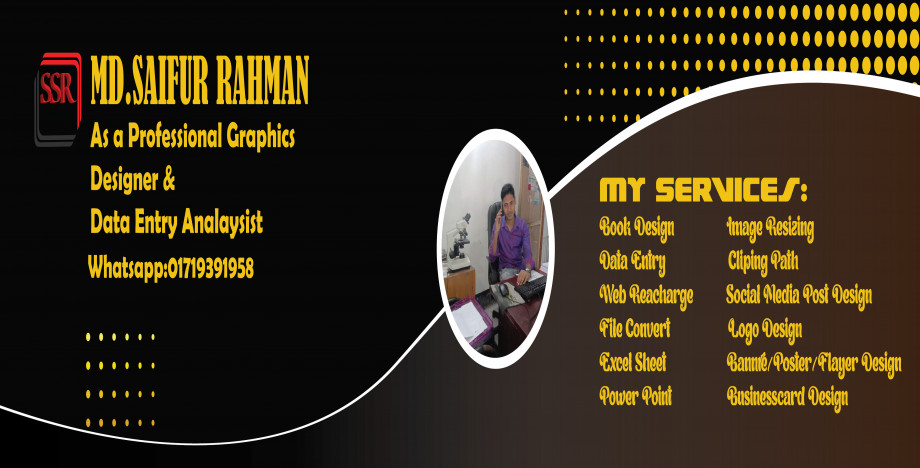 SSR
MD.SAIFUR RAHMAN
As a Professional Graphics
Designer &
Data Entry Analaysist
Whatsapp:01719391958
MY SERVICES:
Book Design
Data Entry
Web Reacharge
File Convert
Excel Sheet
Power Point
Image Resizing
Cliping Path
Social Media Post Design
Logo Design
Banner/Poster/Flayer Design
Businesscard Design